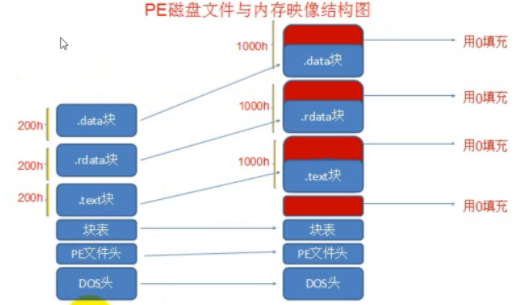 PE磁盘文件与内存映像结构图
1000h
用0填充
.data块
1000h
用0填充
200h
.data块
.rdata块
200h
.rdata块
1000h
用0填充
.text块
200h
.text块
用0填充
块表
块表
PE文件头
PE文件头
DOS头
DOS头